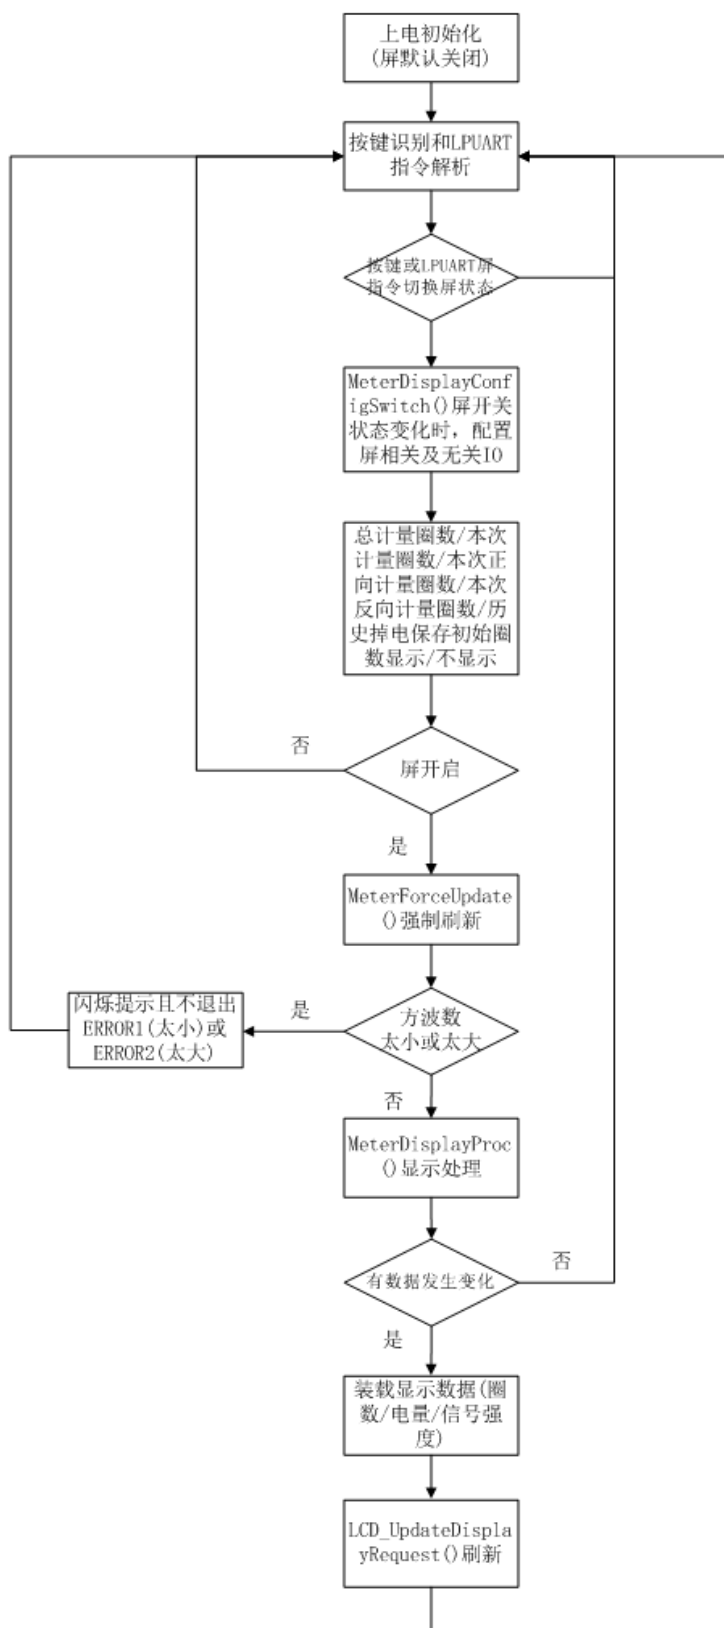 上电初始化
(屏默认关闭)
按键识别和LPUART
指令解析
按键或LPUART屏
指令切换屏状态
MeterDisplayConf
igSwitch()屏开关
状态变化时，配置
屏相关及无关IO
总计量圈数/本次
计量圈数/本次正
向计量圈数/本次
反向计量圈数/历
史掉电保存初始圈
数显示/不显示
否
屏开启
是
MeterForceUpdate
()强制刷新
闪烁提示且不退出
ERROR1(太小)或
ERROR2(太大)
是
方波数
太小或太大
否
MeterDisplayProc
()显示处理
有数据发生变化
否
是
装载显示数据(圈
数/电量/信号强
度)
LCD_UpdateDispla
yRequest()刷新